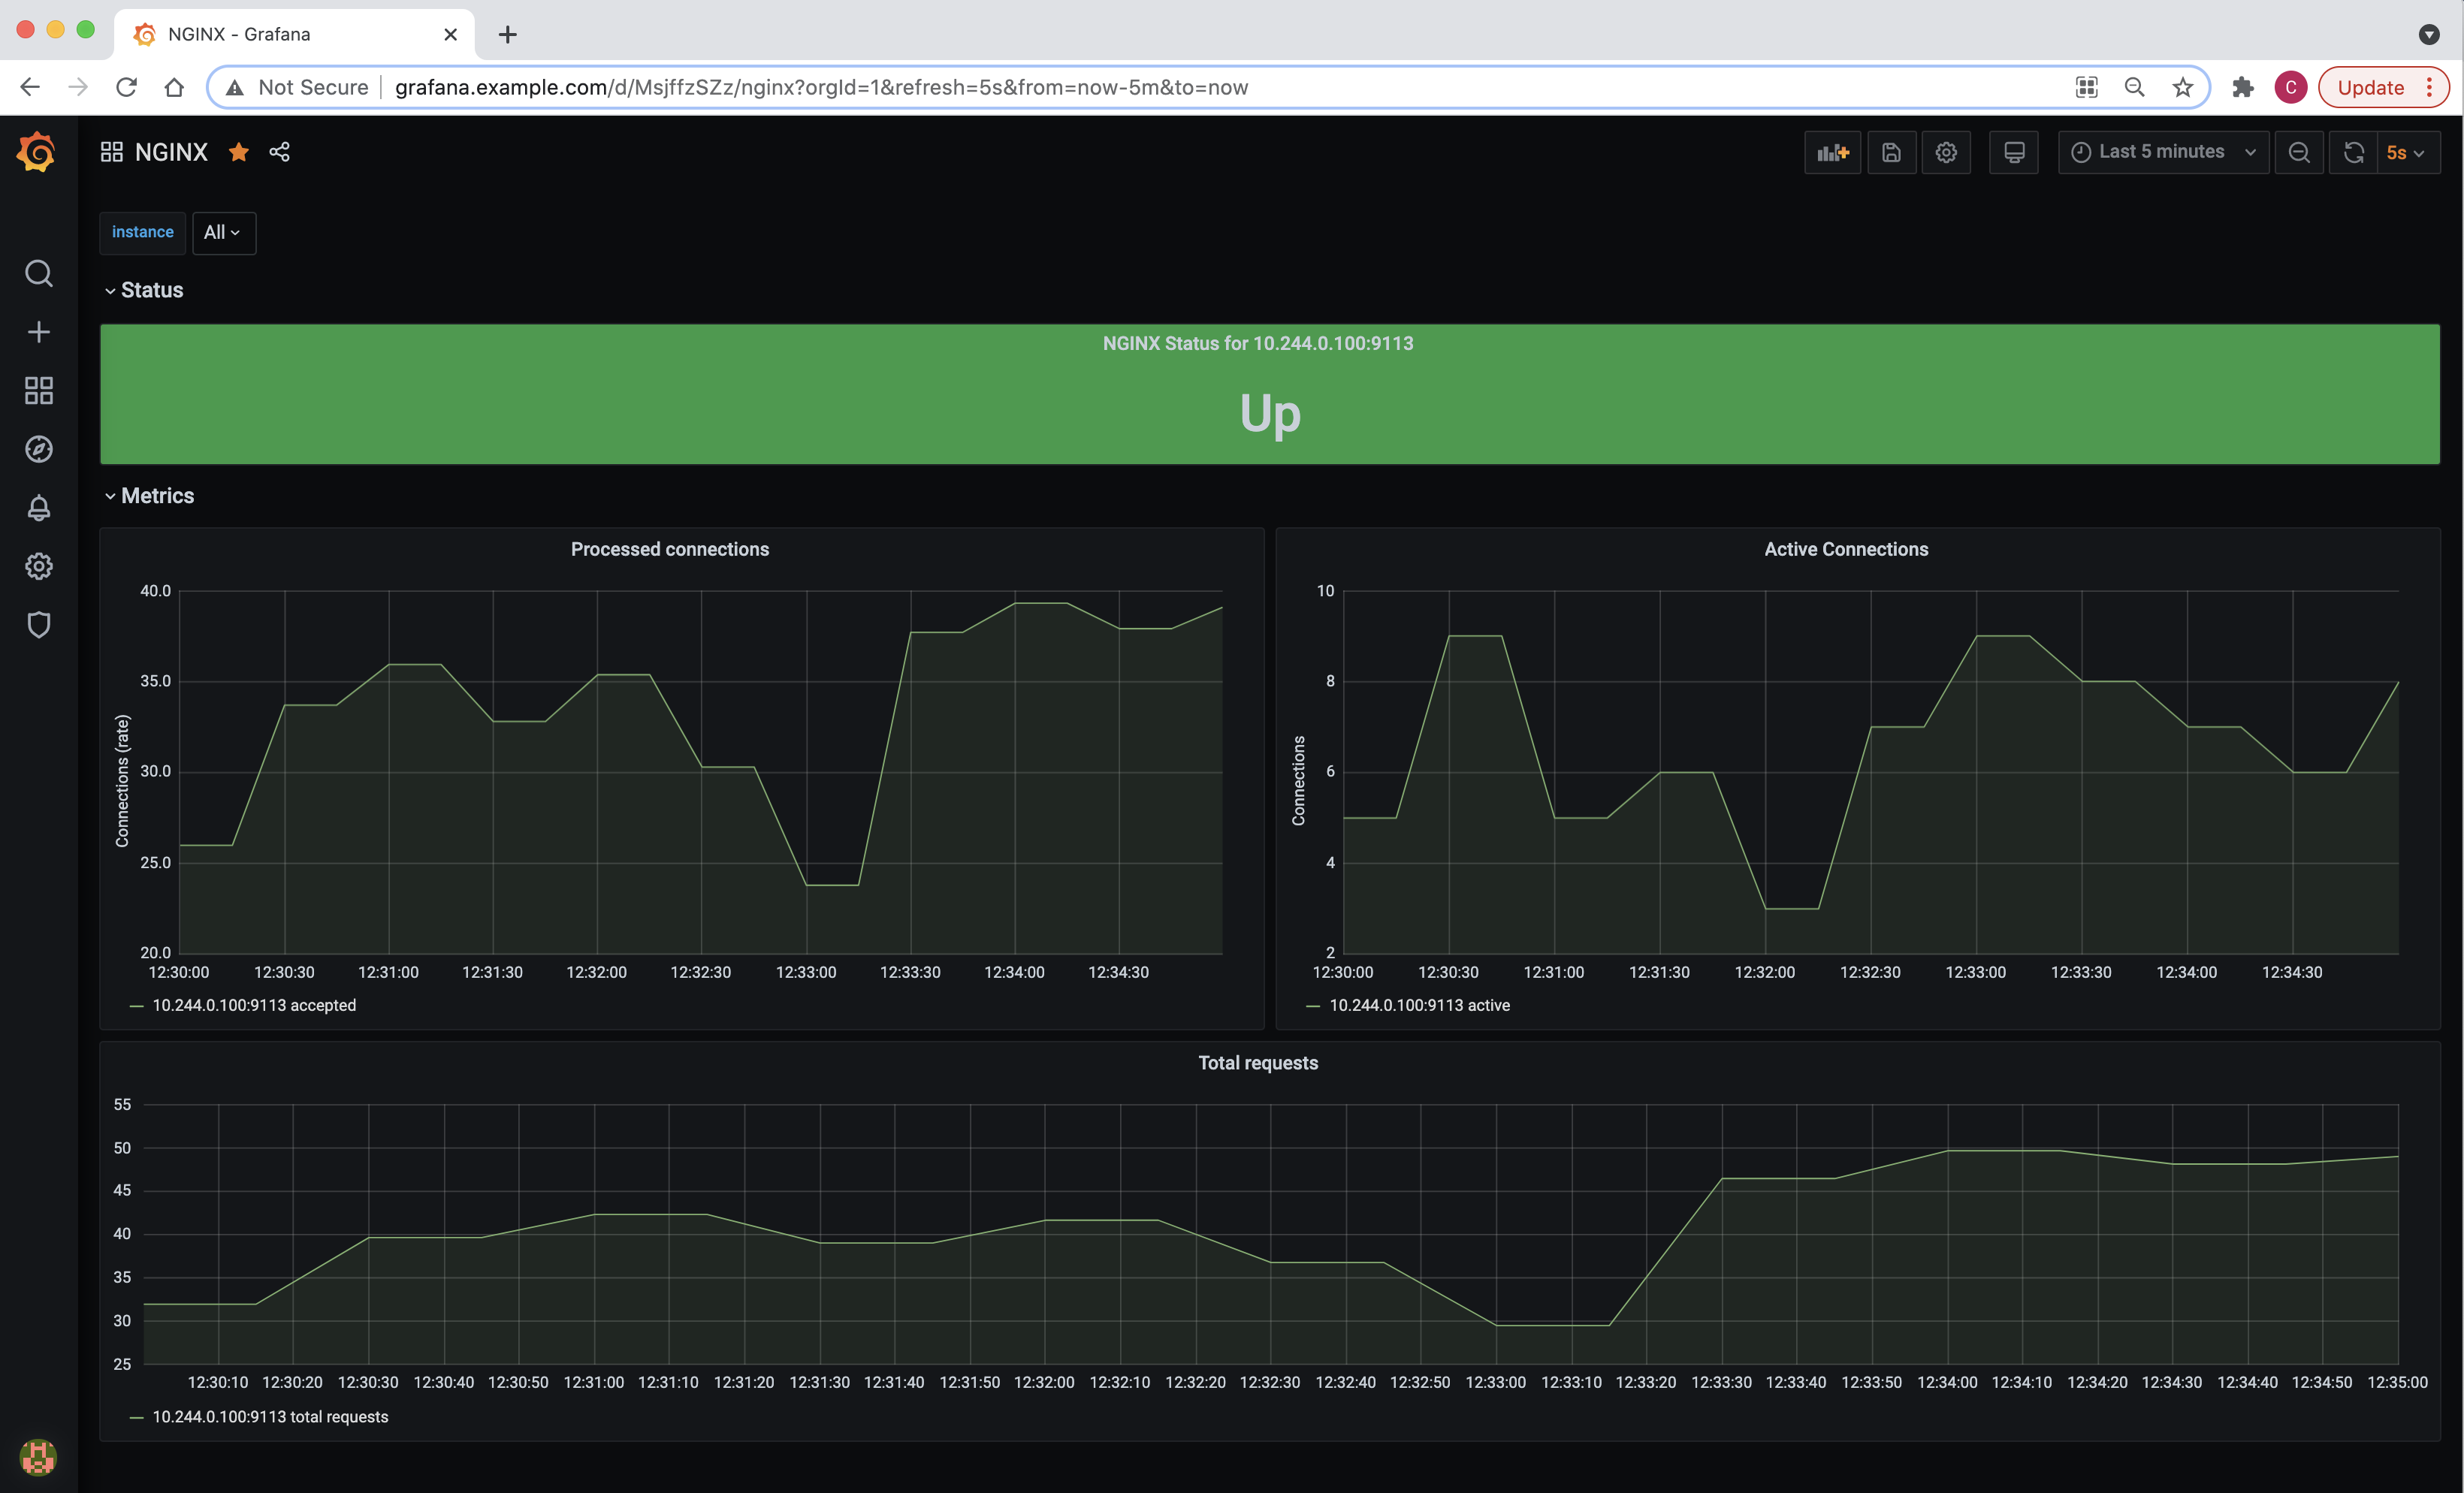 NGINX - Grafana
Not Secure grafana.example.com/d/MsjffzSZz/nginx?orgId=1&refresh=5s&from=now-5m&to=now
C
Update
NGINX
Last 5 minutes
5s
instance All
Status
NGINX Status for 10.244.0.100:9113
Up
Metrics
Processed connections
Connections (rate)
40.0
35.0
30.0
25.0
20.0
12:30:00 12:30:30 12:31:00 12:31:30 12:32:00 12:32:30 12:33:00 12:33:30 12:34:00 12:34:30
10.244.0.100:9113 accepted
Active Connections
Connections
10
8
6
4
2
12:30:00 12:30:30 12:31:00 12:31:30 12:32:00 12:32:30 12:33:00 12:33:30 12:34:00 12:34:30
10.244.0.100:9113 active
Total requests
55
50
45
40
35
30
25
12:30:10 12:30:20 12:30:30 12:30:40 12:30:50 12:31:00 12:31:10 12:31:20 12:31:30 12:31:40 12:31:50 12:32:00 12:32:10 12:32:20 12:32:30 12:32:40 12:32:50 12:33:00 12:33:10 12:33:20 12:33:30 12:33:40 12:33:50 12:34:00 12:34:10 12:34:20 12:34:30 12:34:40 12:34:50 12:35:00
10.244.0.100:9113 total requests